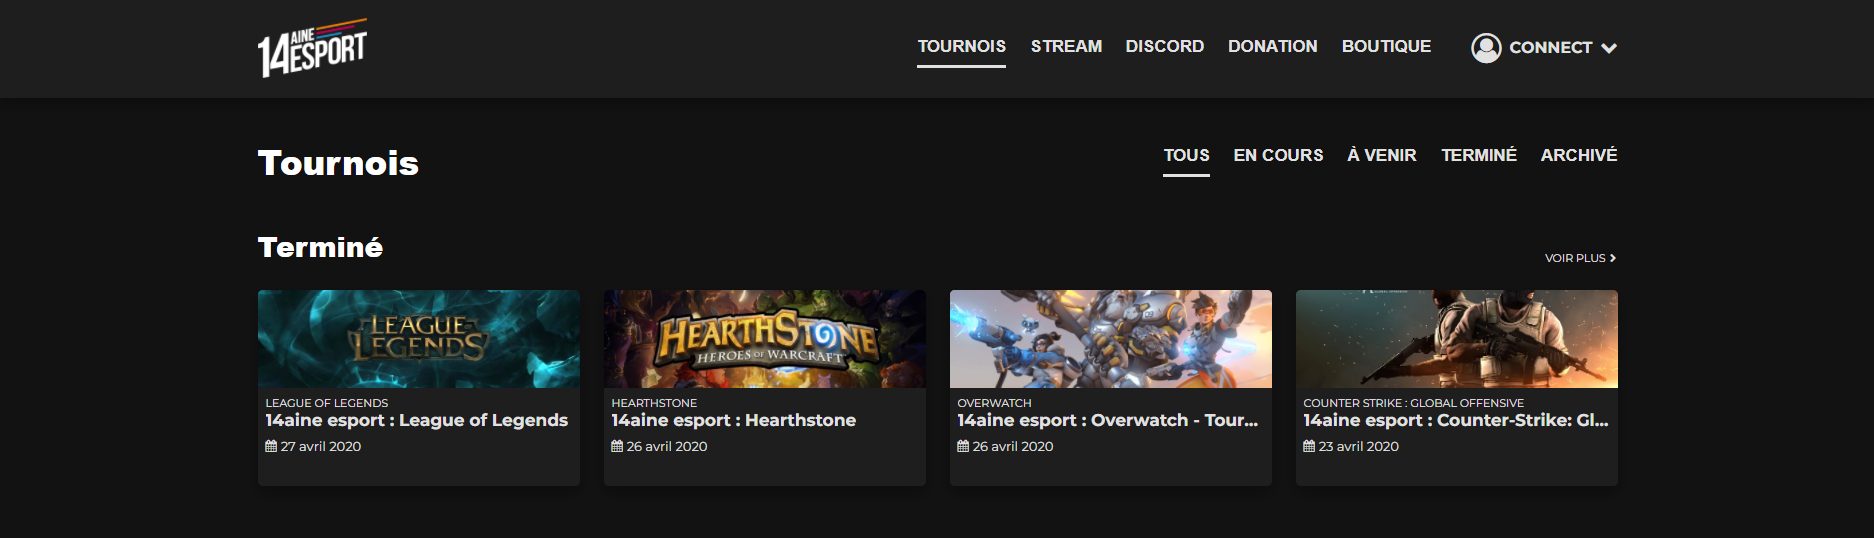 14AINE ESPORT
TOURNOIS STREAM DISCORD DONATION BOUTIQUE CONNECT
Tournois
TOUS EN COURS À VENIR TERMINÉ ARCHIVÉ
Terminé
VOIR PLUS
LEAGUE OF LEGENDS
HEARTHSTONE
HEROES OF WARCRAFT
LEAGUE OF LEGENDS
14aine esport : League of Legends
27 avril 2020
HEARTHSTONE
14aine esport : Hearthstone
26 avril 2020
OVERWATCH
14aine esport : Overwatch - Tour...
26 avril 2020
COUNTER STRIKE : GLOBAL OFFENSIVE
14aine esport : Counter-Strike: Gl...
23 avril 2020